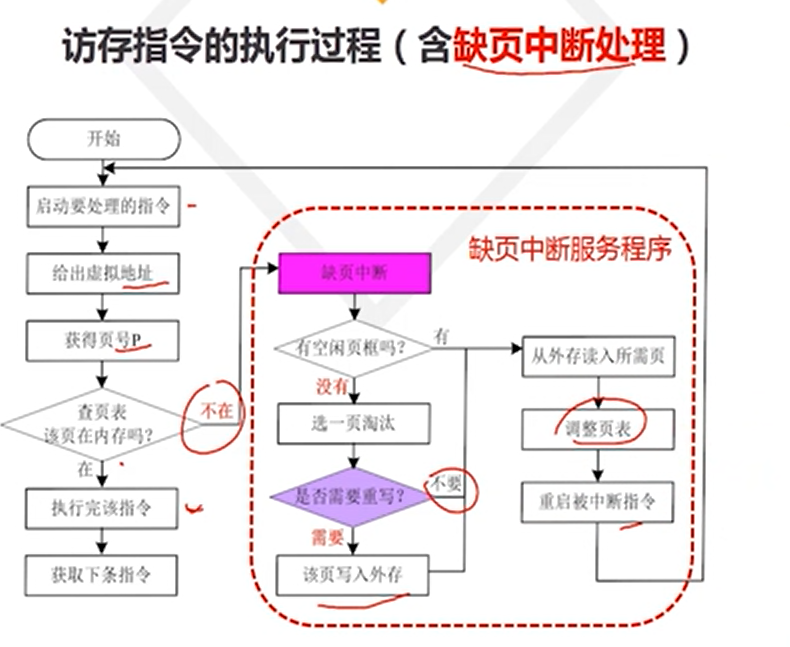 访存指令的执行过程（含缺页中断处理）
开始
启动要处理的指令
给出虚拟地址
获得页号P
查页表
该页在内存吗?
不在
在
执行完该指令
获取下条指令
缺页中断服务程序
缺页中断
有空闲页框吗?
有
没有
选一页淘汰
是否需要重写?
不要
需要
该页写入外存
从外存读入所需页
调整页表
重启被中断指令